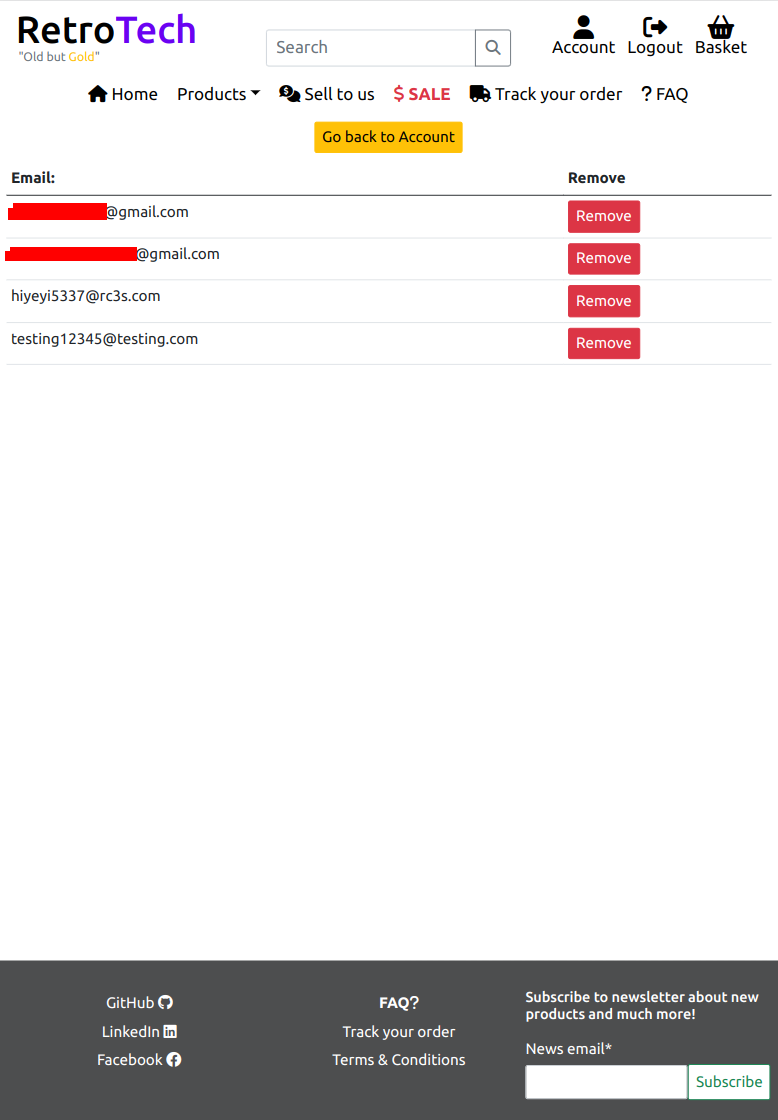 RetroTech
"Old but Gold"
Search
Account Logout Basket
Home Products Sell to us $ SALE Track your order ? FAQ
Go back to Account
Email: Remove
@gmail.com Remove
@gmail.com Remove
hiyeyi5337@rc3s.com Remove
testing12345@testing.com Remove
GitHub
LinkedIn
Facebook
FAQ?
Track your order
Terms & Conditions
Subscribe to newsletter about new
products and much more!
News email*
Subscribe